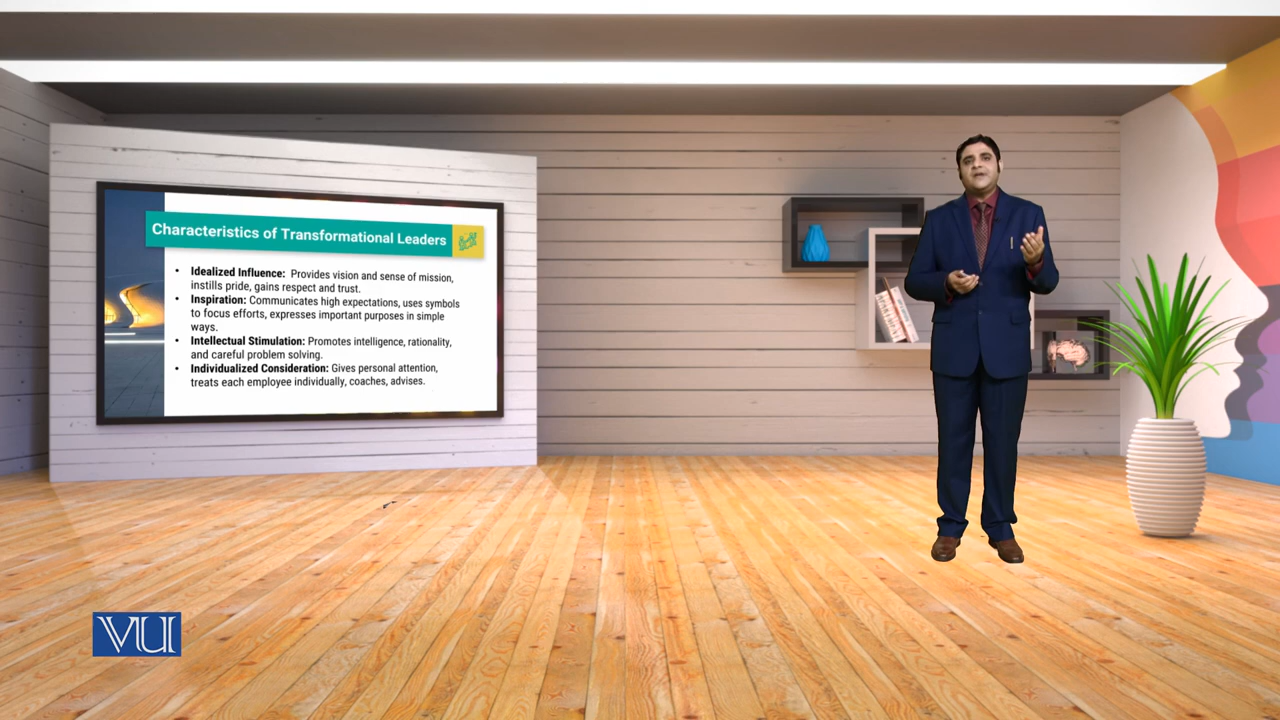 Characteristics of Transformational Leaders
• Idealized Influence: Provides vision and sense of mission,
instills pride, gains respect and trust.
• Inspiration: Communicates high expectations, uses symbols
to focus efforts, expresses important purposes in simple
ways.
• Intellectual Stimulation: Promotes intelligence, rationality,
and careful problem solving.
• Individualized Consideration: Gives personal attention,
treats each employee individually, coaches, advises.
VU